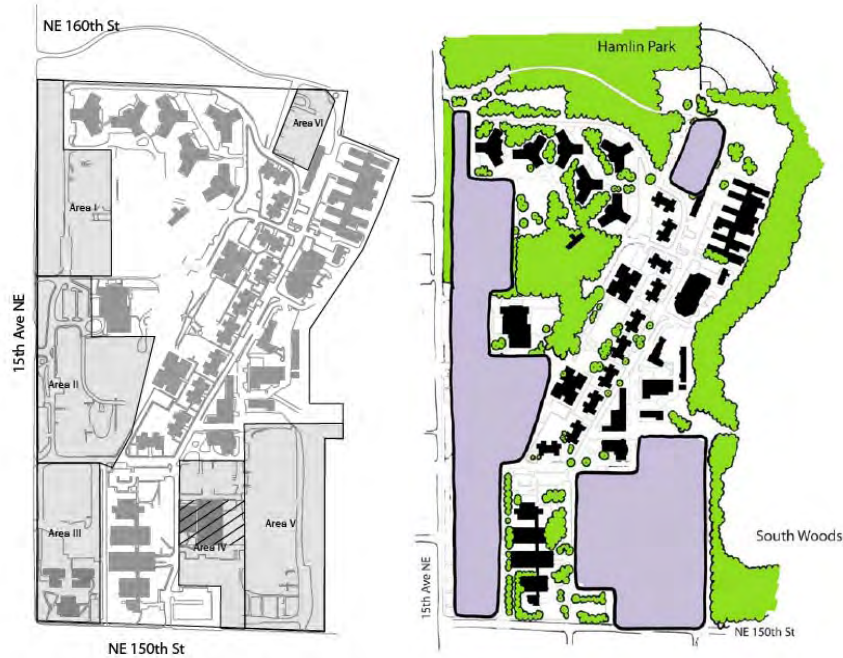 NE 160th St
Area VI
Area I
15th Ave NE
Area II
Area III
Area IV
Area V
NE 150th St
Hamlin Park
South Woods
15th Ave NE
NE 150th St